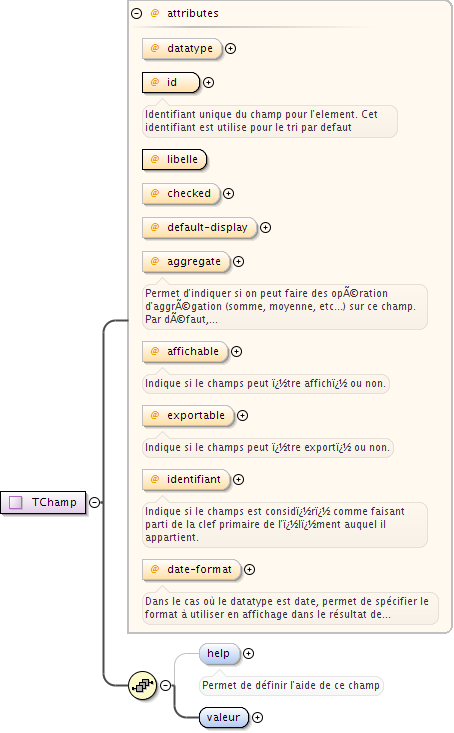 @ attributes
@ datatype
@ id
Identifiant unique du champ pour l'element. Cet
identifiant est utilise pour le tri par defaut
@ libelle
@ checked
@ default-display
@ aggregate
Permet d'indiquer si on peut faire des opÃ©ration
d'aggrÃ©gation (somme, moyenne, etc...) sur ce champ.
Par dÃ©faut,...
@ affichable
Indique si le champs peut ï¿½tre affichï¿½ ou non.
@ exportable
Indique si le champs peut ï¿½tre exportï¿½ ou non.
@ identifiant
Indique si le champs est considï¿½rï¿½ comme faisant
parti de la clef primaire de l'ï¿½lï¿½ment auquel il
appartient.
@ date-format
Dans le cas où le datatype est date, permet de spécifier le
format à utiliser en affichage dans le résultat de...
TChamp
help
Permet de définir l'aide de ce champ
valeur